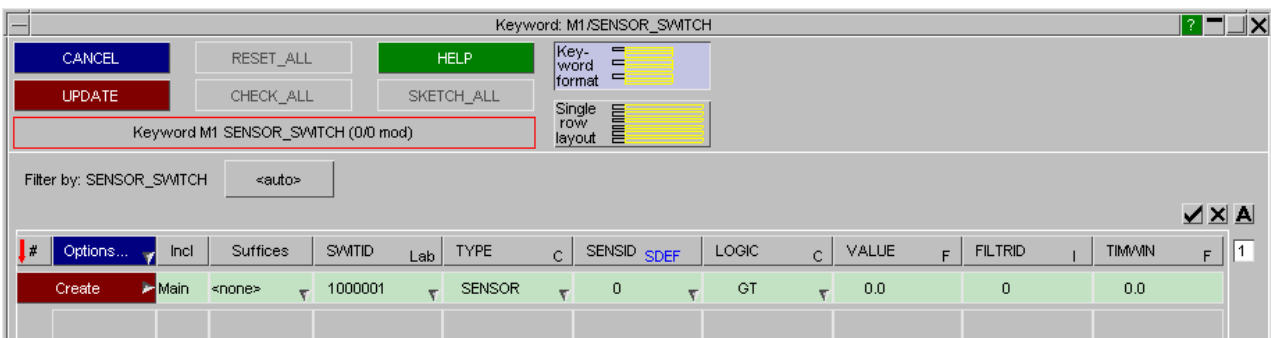 Keyword: M1/SENSOR_SWITCH ?
CANCEL RESET_ALL HELP Key-word format
UPDATE CHECK_ALL SKETCH_ALL
Keyword M1 SENSOR_SWITCH (0/0 mod) Single row layout
Filter by: SENSOR_SWITCH <auto>
A
# Options... Incl Suffices SWITID Lab TYPE C SENSID SDEF LOGIC C VALUE F FILTRID I TIMWIN F 1
Create Main <none> 1000001 SENSOR 0 GT 0.0 0 0.0